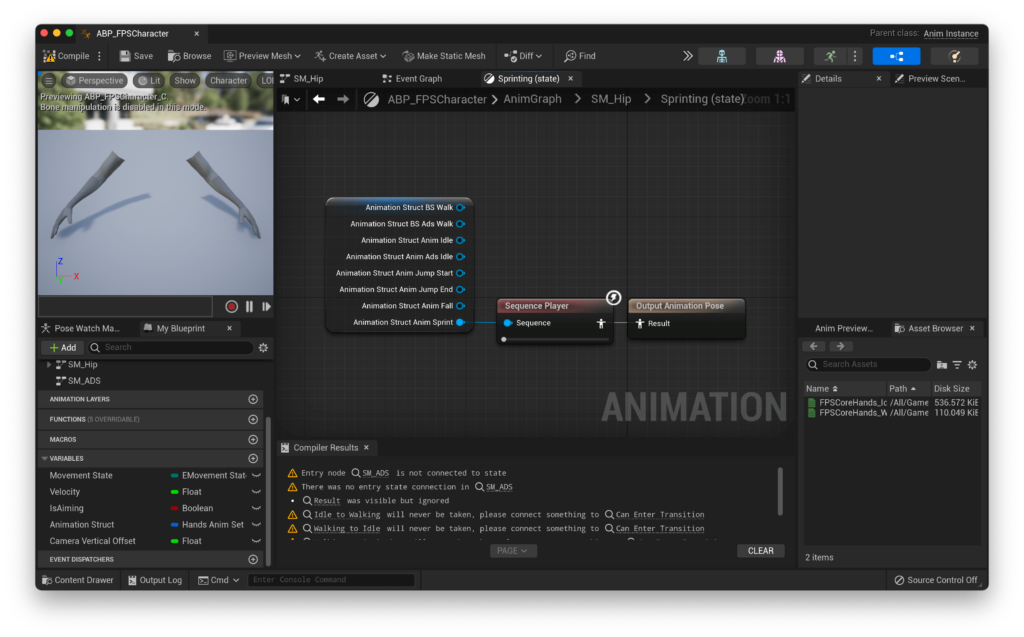 ABP_FPSCharacter
Parent class: Anim Instance
Compile Save Browse Preview Mesh Create Asset Make Static Mesh Diff Find
Perspective Lit Show Character LOI
Previewing ABP_FPSCharacter_C.
Bone manipulation is disabled in this mode.
Z
X
Y
SM_Hip Event Graph Sprinting (state)
ABP_FPSCharacter AnimGraph SM_Hip Sprinting (state) Zoom 1:1
Animation Struct BS Walk
Animation Struct BS Ads Walk
Animation Struct Anim Idle
Animation Struct Anim Ads Idle
Animation Struct Anim Jump Start
Animation Struct Anim Jump End
Animation Struct Anim Fall
Animation Struct Anim Sprint
Sequence Player
Sequence
Output Animation Pose
Result
ANIMATION
Details Preview Scen...
Pose Watch Ma... My Blueprint
+ Add Search
SM_Hip
SM_ADS
ANIMATION LAYERS
FUNCTIONS (5 OVERRIDABLE)
MACROS
VARIABLES
Movement State EMovement Stat
Velocity Float
IsAiming Boolean
Animation Struct Hands Anim Set
Camera Vertical Offset Float
EVENT DISPATCHERS
Compiler Results
Entry node SM_ADS is not connected to state
There was no entry state connection in SM_ADS
• Result was visible but ignored
Idle to Walking will never be taken, please connect something to Can Enter Transition
Walking to Idle will never be taken, please connect something to Can Enter Transition
PAGE
CLEAR
Anim Preview... Asset Browser
Search Assets
Name Path Disk Size
FPSCoreHands_Ic /All/Game 536.572 KiB
FPSCoreHands_W /All/Game 110.049 KiB
2 items
Content Drawer Output Log Cmd Enter Console Command Source Control Off